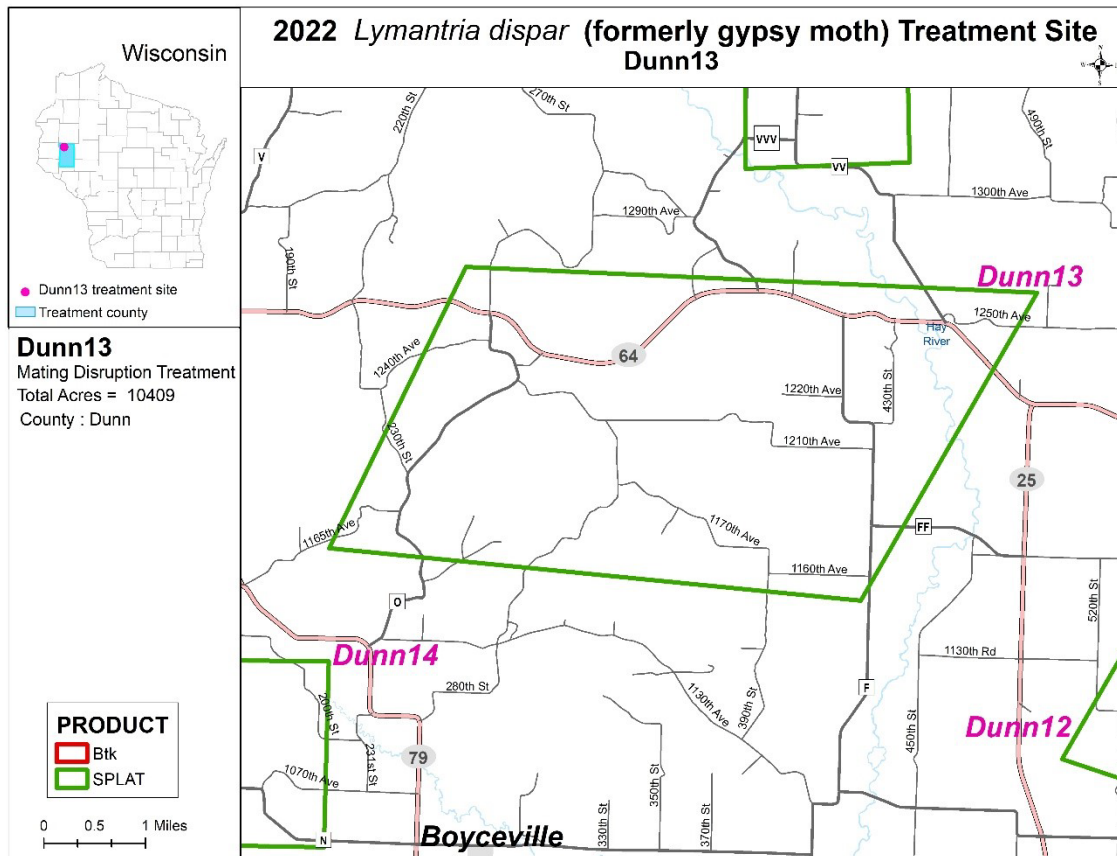 2022 Lymantria dispar (formerly gypsy moth) Treatment Site
Dunn13
N
W
S
Wisconsin
Dunn13 treatment site
Treatment county
Dunn13
Mating Disruption Treatment
Total Acres = 10409
County : Dunn
PRODUCT
Btk
SPLAT
0 0.5 1 Miles
270th St
220th St
V
VVV
VV
490th St
1300th Ave
1290th Ave
190th St
Dunn13
1250th Ave
Hay
River
64
1240th Ave
1220th Ave
430th St
230th St
1210th Ave
25
1165th Ave
1170th Ave
FF
1160th Ave
O
520th St
Dunn14
1130th Rd
280th St
1130th Ave
390th St
F
200th St
450th St
Dunn12
231st St
79
1070th Ave
350th St
330th St
370th St
N
Boyceville